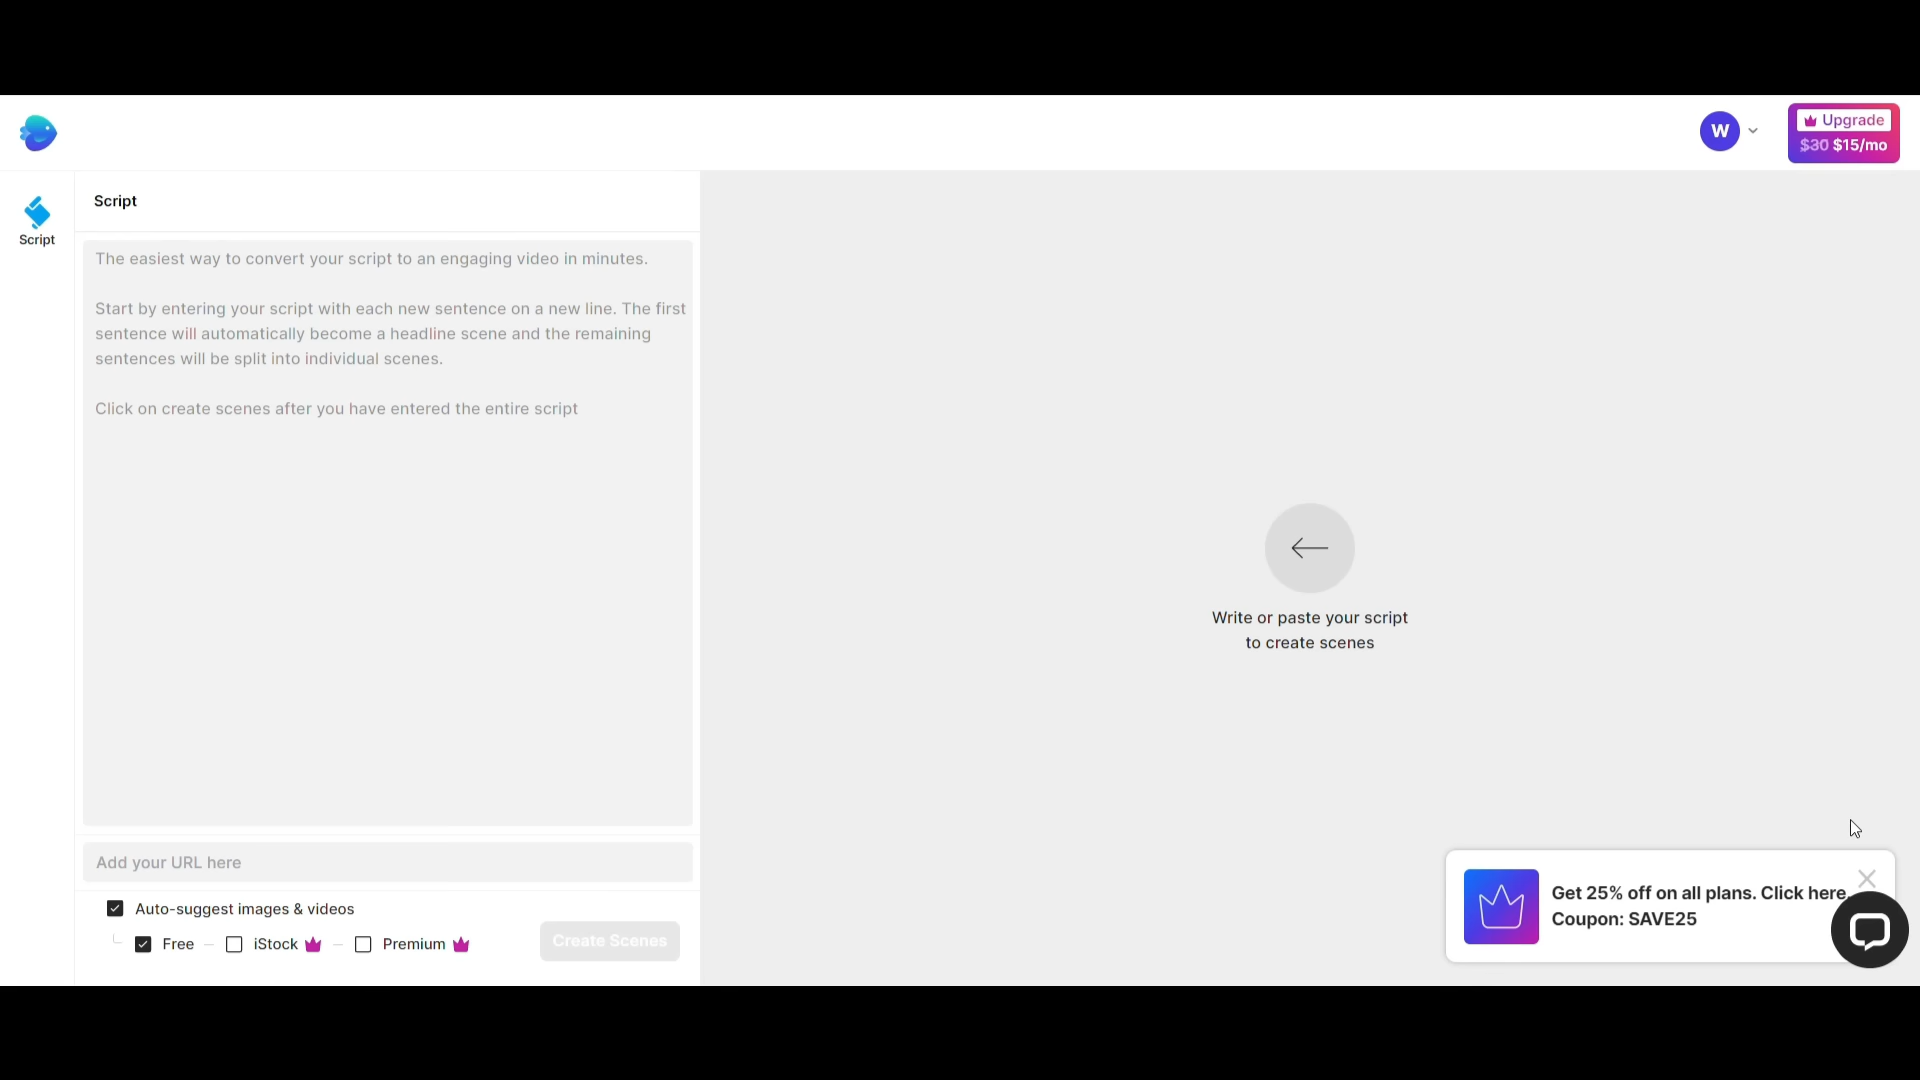 W
Upgrade
$30 $15/mo
Script
Script
The easiest way to convert your script to an engaging video in minutes.
Start by entering your script with each new sentence on a new line. The first
sentence will automatically become a headline scene and the remaining
sentences will be split into individual scenes.
Click on create scenes after you have entered the entire script
Write or paste your script
to create scenes
Add your URL here
Auto-suggest images & videos
Free
iStock
Premium
Create Scenes
Get 25% off on all plans. Click here.
Coupon: SAVE25